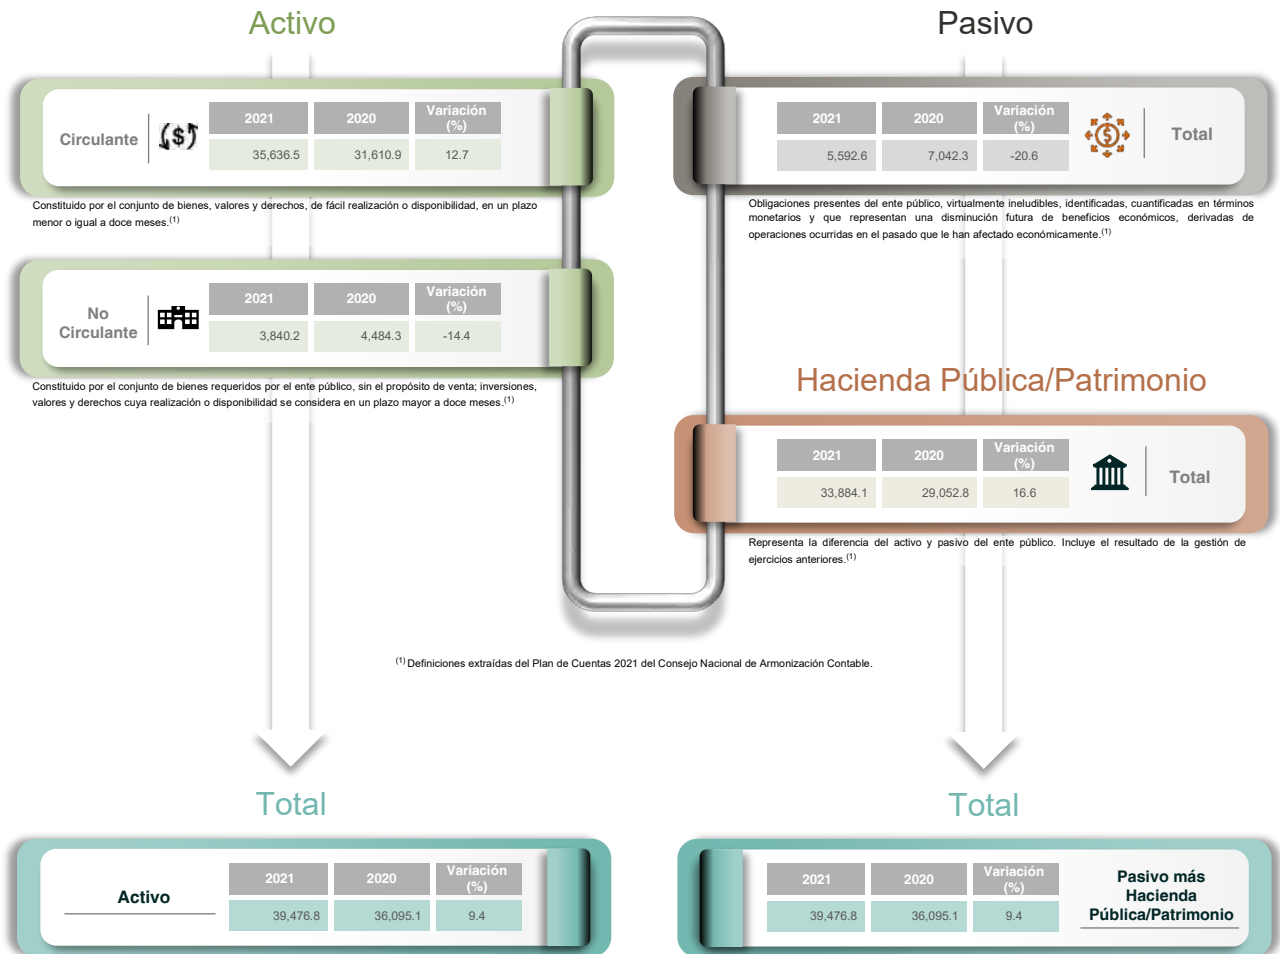 Activo
Circulante
2021 2020 Variación (%)
35,636.5 31,610.9 12.7
Constituido por el conjunto de bienes, valores y derechos, de fácil realización o disponibilidad, en un plazo
menor o igual a doce meses.(1)
No
Circulante
2021 2020 Variación (%)
3,840.2 4,484.3 -14.4
Constituido por el conjunto de bienes requeridos por el ente público, sin el propósito de venta; inversiones,
valores y derechos cuya realización o disponibilidad se considera en un plazo mayor a doce meses.(1)
Pasivo
2021 2020 Variación (%)
5,592.6 7,042.3 -20.6
Total
Obligaciones presentes del ente público, virtualmente ineludibles, identificadas, cuantificadas en términos
monetarios y que representan una disminución futura de beneficios económicos, derivadas de
operaciones ocurridas en el pasado que le han afectado económicamente.(1)
Hacienda Pública/Patrimonio
2021 2020 Variación (%)
33,884.1 29,052.8 16.6
Total
Representa la diferencia del activo y pasivo del ente público. Incluye el resultado de la gestión de
ejercicios anteriores.(1)
(1) Definiciones extraídas del Plan de Cuentas 2021 del Consejo Nacional de Armonización Contable.
Total
Activo
2021 2020 Variación (%)
39,476.8 36,095.1 9.4
Total
2021 2020 Variación (%)
39,476.8 36,095.1 9.4
Pasivo más
Hacienda
Pública/Patrimonio